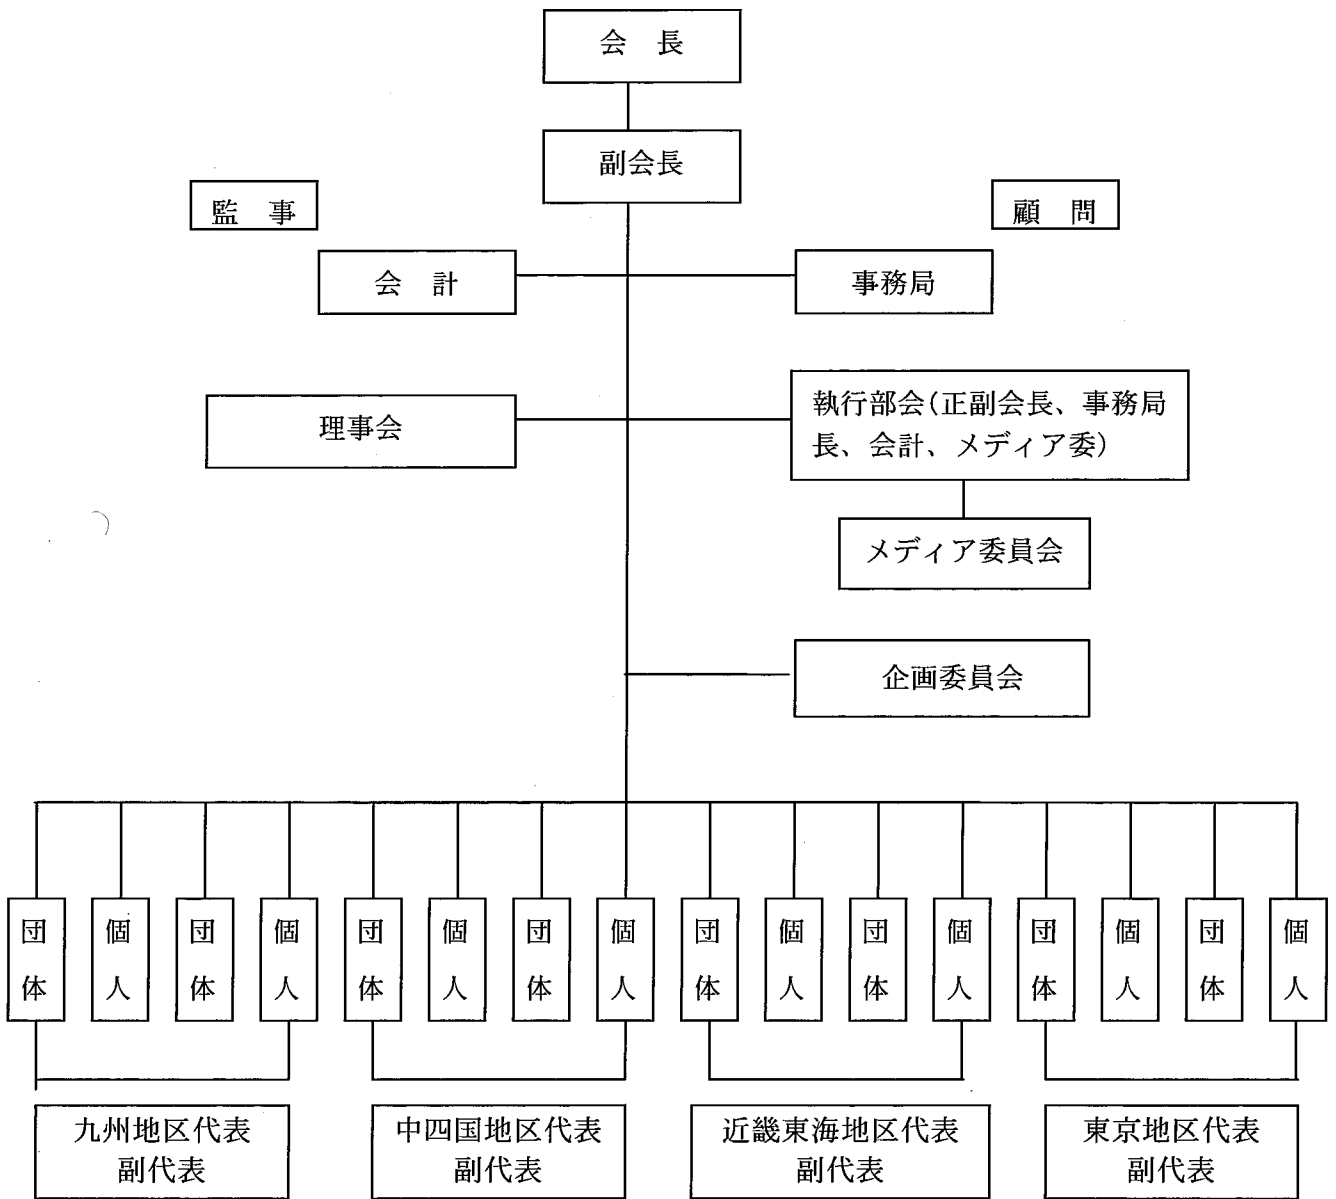 会　長
副会長
監　事
顧　問
会　計
事務局
理事会
執行部会(正副会長、事務局
長、会計、メディア委)
メディア委員会
企画委員会
団体
個人
団体
個人
団体
個人
団体
個人
団体
個人
団体
個人
団体
個人
団体
個人
九州地区代表
副代表
中四国地区代表
副代表
近畿東海地区代表
副代表
東京地区代表
副代表